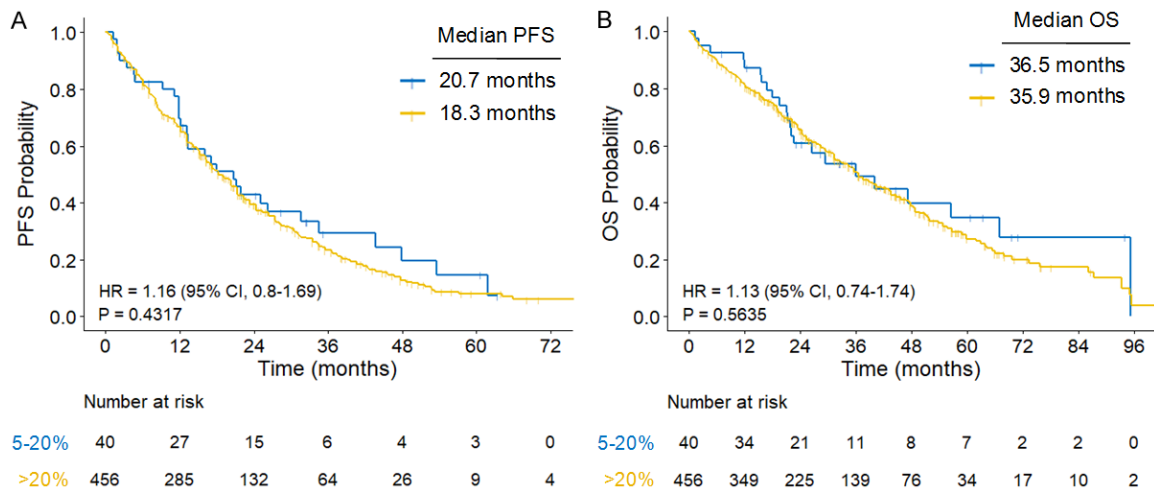 A
Median PFS
20.7 months
18.3 months
1.0
0.8
0.6
0.4
0.2
0.0
PFS Probability
HR = 1.16 (95% CI, 0.8-1.69)
P = 0.4317
0 12 24 36 48 60 72
Time (months)
Number at risk
5-20% 40 27 15 6 4 3 0
>20% 456 285 132 64 26 9 4
B
Median OS
36.5 months
35.9 months
1.0
0.8
0.6
0.4
0.2
0.0
OS Probability
HR = 1.13 (95% CI, 0.74-1.74)
P = 0.5635
0 12 24 36 48 60 72 84 96
Time (months)
Number at risk
5-20% 40 34 21 11 8 7 2 2 0
>20% 456 349 225 139 76 34 17 10 2